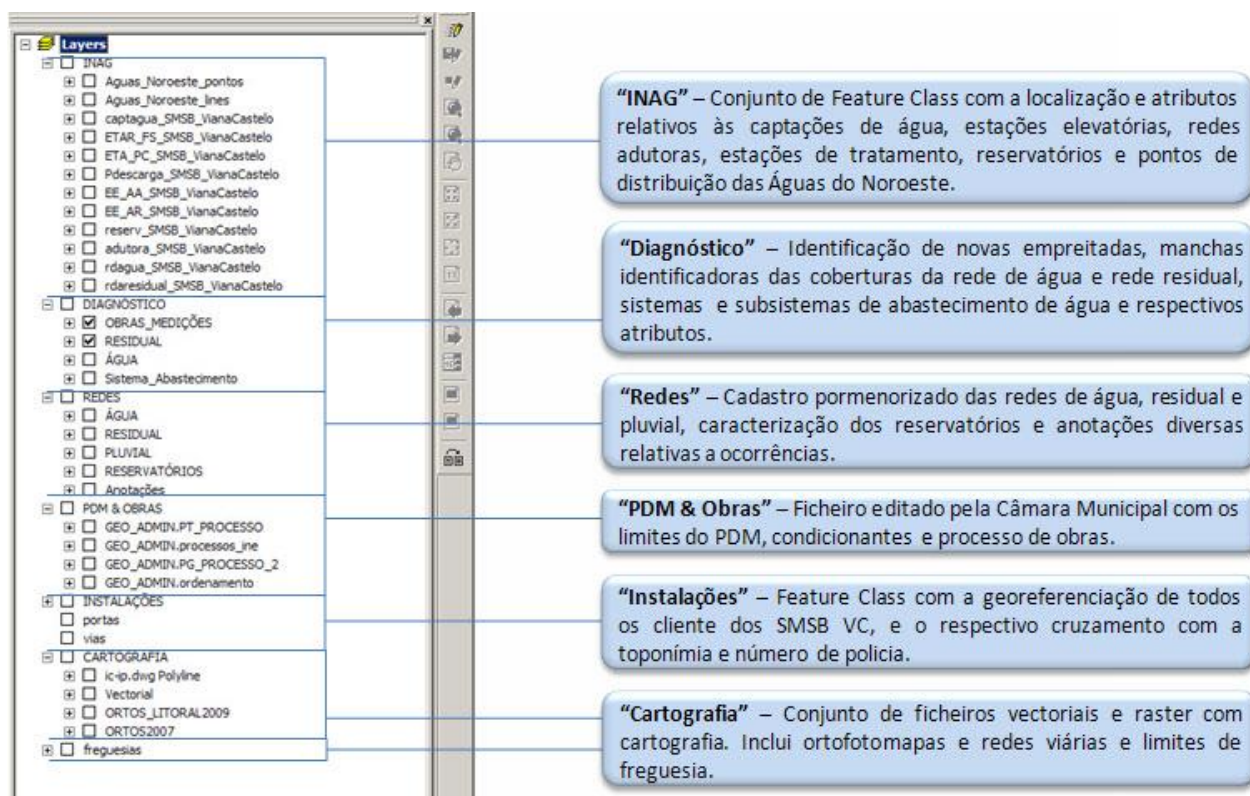 Layers
INAG
Aguas_Noroeste_pontos
Aguas_Noroeste_lines
captagua_SMSB_VianaCastelo
ETAR_FS_SMSB_VianaCastelo
ETA_PC_SMSB_VianaCastelo
Pdescarga_SMSB_VianaCastelo
EE_AA_SMSB_VianaCastelo
EE_AR_SMSB_VianaCastelo
reserv_SMSB_VianaCastelo
adutora_SMSB_VianaCastelo
rdagua_SMSB_VianaCastelo
rdaresidual_SMSB_VianaCastelo
DIAGNÓSTICO
OBRAS_MEDIÇÕES
RESIDUAL
ÁGUA
Sistema_Abastecimento
REDES
ÁGUA
RESIDUAL
PLUVIAL
RESERVATÓRIOS
Anotações
PDM & OBRAS
GEO_ADMIN.PT_PROCESSO
GEO_ADMIN.processos_ine
GEO_ADMIN.PG_PROCESSO_2
GEO_ADMIN.ordenamento
INSTALAÇÕES
portas
vias
CARTOGRAFIA
ic-ip.dwg Polyline
Vectorial
ORTOS_LITORAL2009
ORTOS2007
freguesias
“INAG” – Conjunto de Feature Class com a localização e atributos
relativos às captações de água, estações elevatórias, redes
adutoras, estações de tratamento, reservatórios e pontos de
distribuição das Águas do Noroeste.
“Diagnóstico” – Identificação de novas empreitadas, manchas
identificadoras das coberturas da rede de água e rede residual,
sistemas e subsistemas de abastecimento de água e respectivos
atributos.
“Redes” – Cadastro pormenorizado das redes de água, residual e
pluvial, caracterização dos reservatórios e anotações diversas
relativas a ocorrências.
“PDM & Obras” – Ficheiro editado pela Câmara Municipal com os
limites do PDM, condicionantes e processo de obras.
“Instalações” – Feature Class com a georeferenciação de todos
os cliente dos SMSB VC, e o respectivo cruzamento com a
toponímia e número de policia.
“Cartografia” – Conjunto de ficheiros vectoriais e raster com
cartografia. Inclui ortofotomapas e redes viárias e limites de
freguesia.